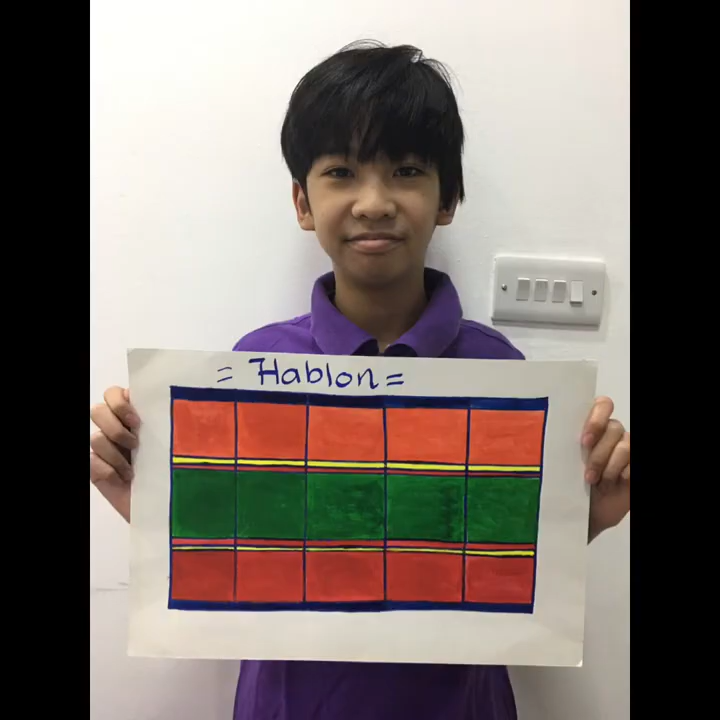 = Hablon =